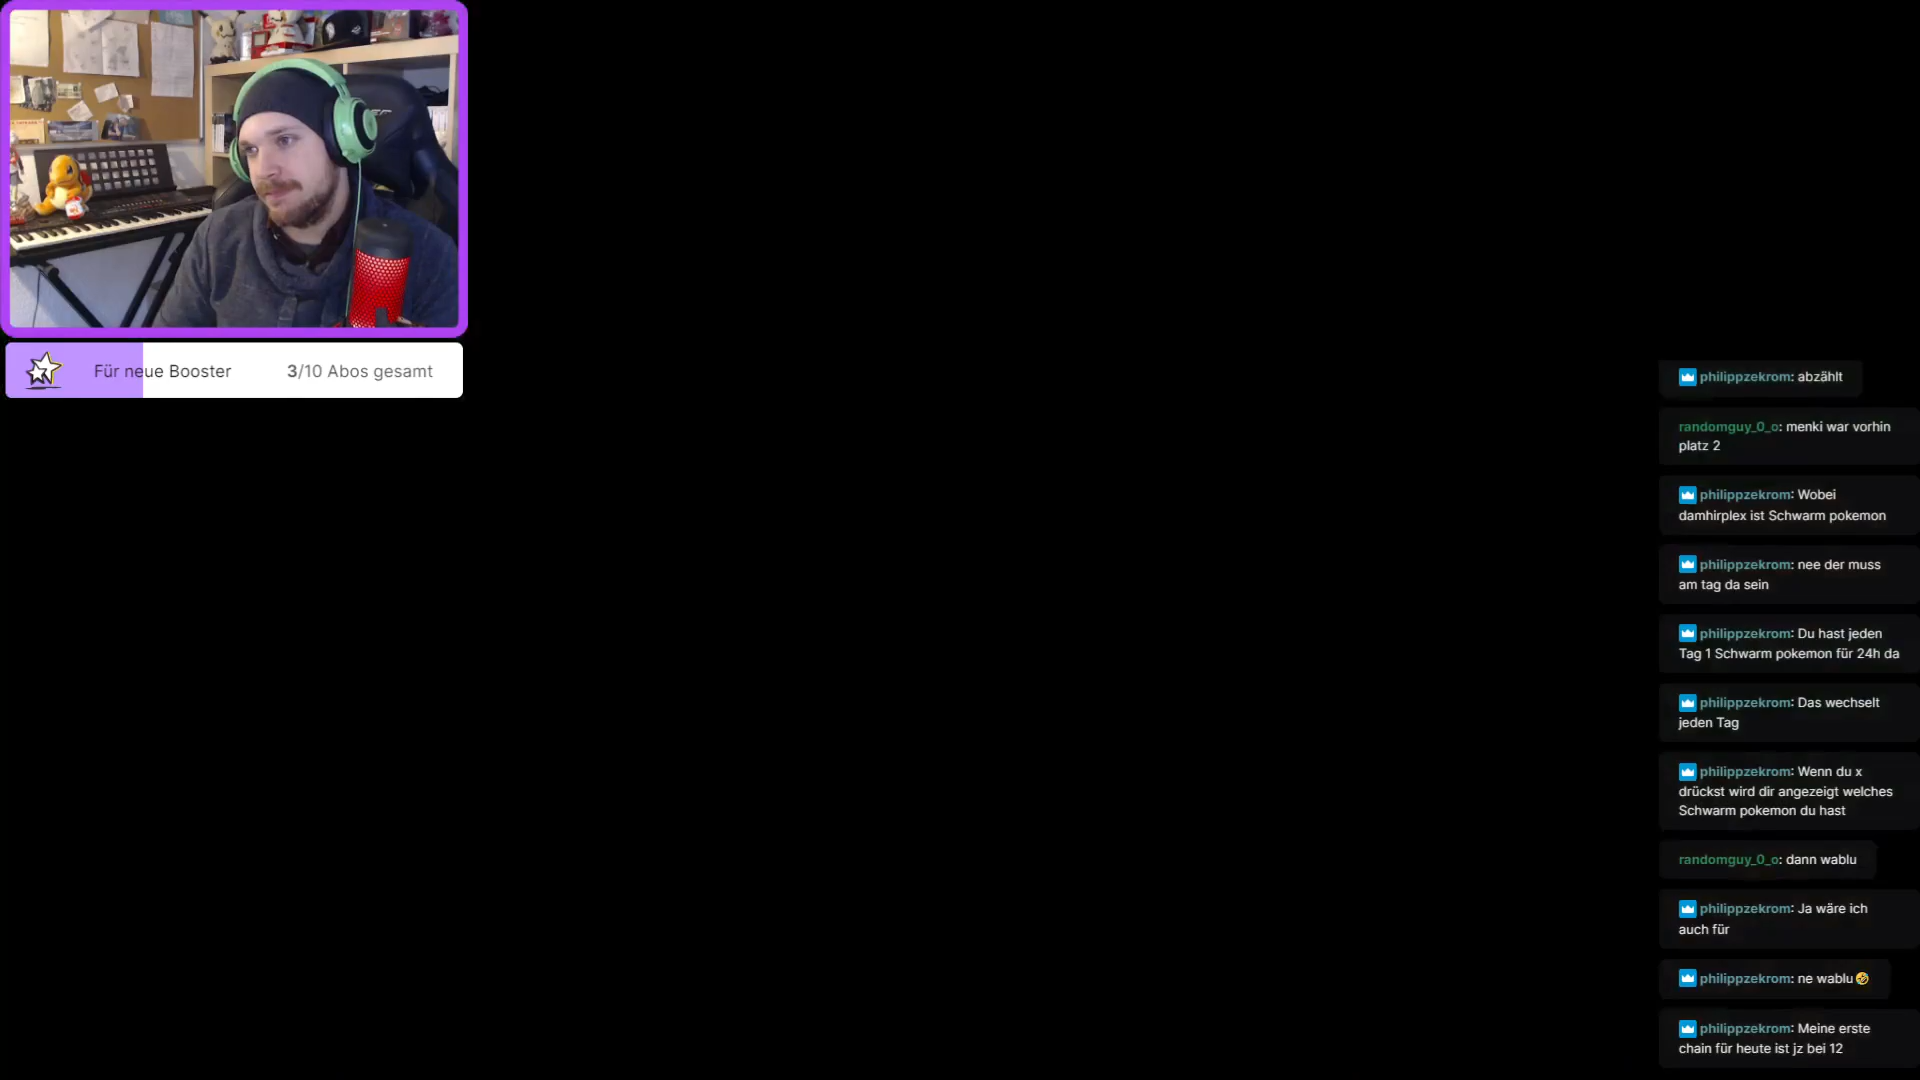 Für neue Booster 3/10 Abos gesamt
philippzekrom: abzählt
randomguy_0_o: menki war vorhin
platz 2
philippzekrom: Wobei
damhirplex ist Schwarm pokemon
philippzekrom: nee der muss
am tag da sein
philippzekrom: Du hast jeden
Tag 1 Schwarm pokemon für 24h da
philippzekrom: Das wechselt
jeden Tag
philippzekrom: Wenn du x
drückst wird dir angezeigt welches
Schwarm pokemon du hast
randomguy_0_o: dann wablu
philippzekrom: Ja wäre ich
auch für
philippzekrom: ne wablu🤣
philippzekrom: Meine erste
chain für heute ist jz bei 12